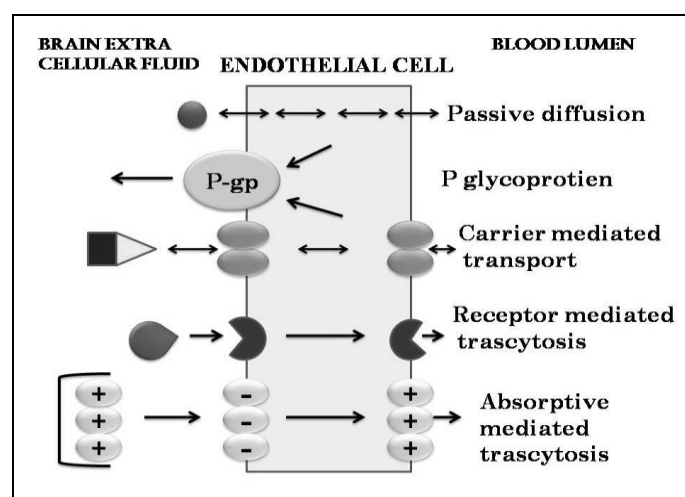 BRAIN EXTRA
CELLULAR FLUID
ENDOTHELIAL CELL
BLOOD LUMEN
Passive diffusion
P-gp
P glycoprotien
Carrier mediated
transport
Receptor mediated
trascytosis
+
+
+
-
-
-
+
+
+
Absorptive
mediated
trascytosis